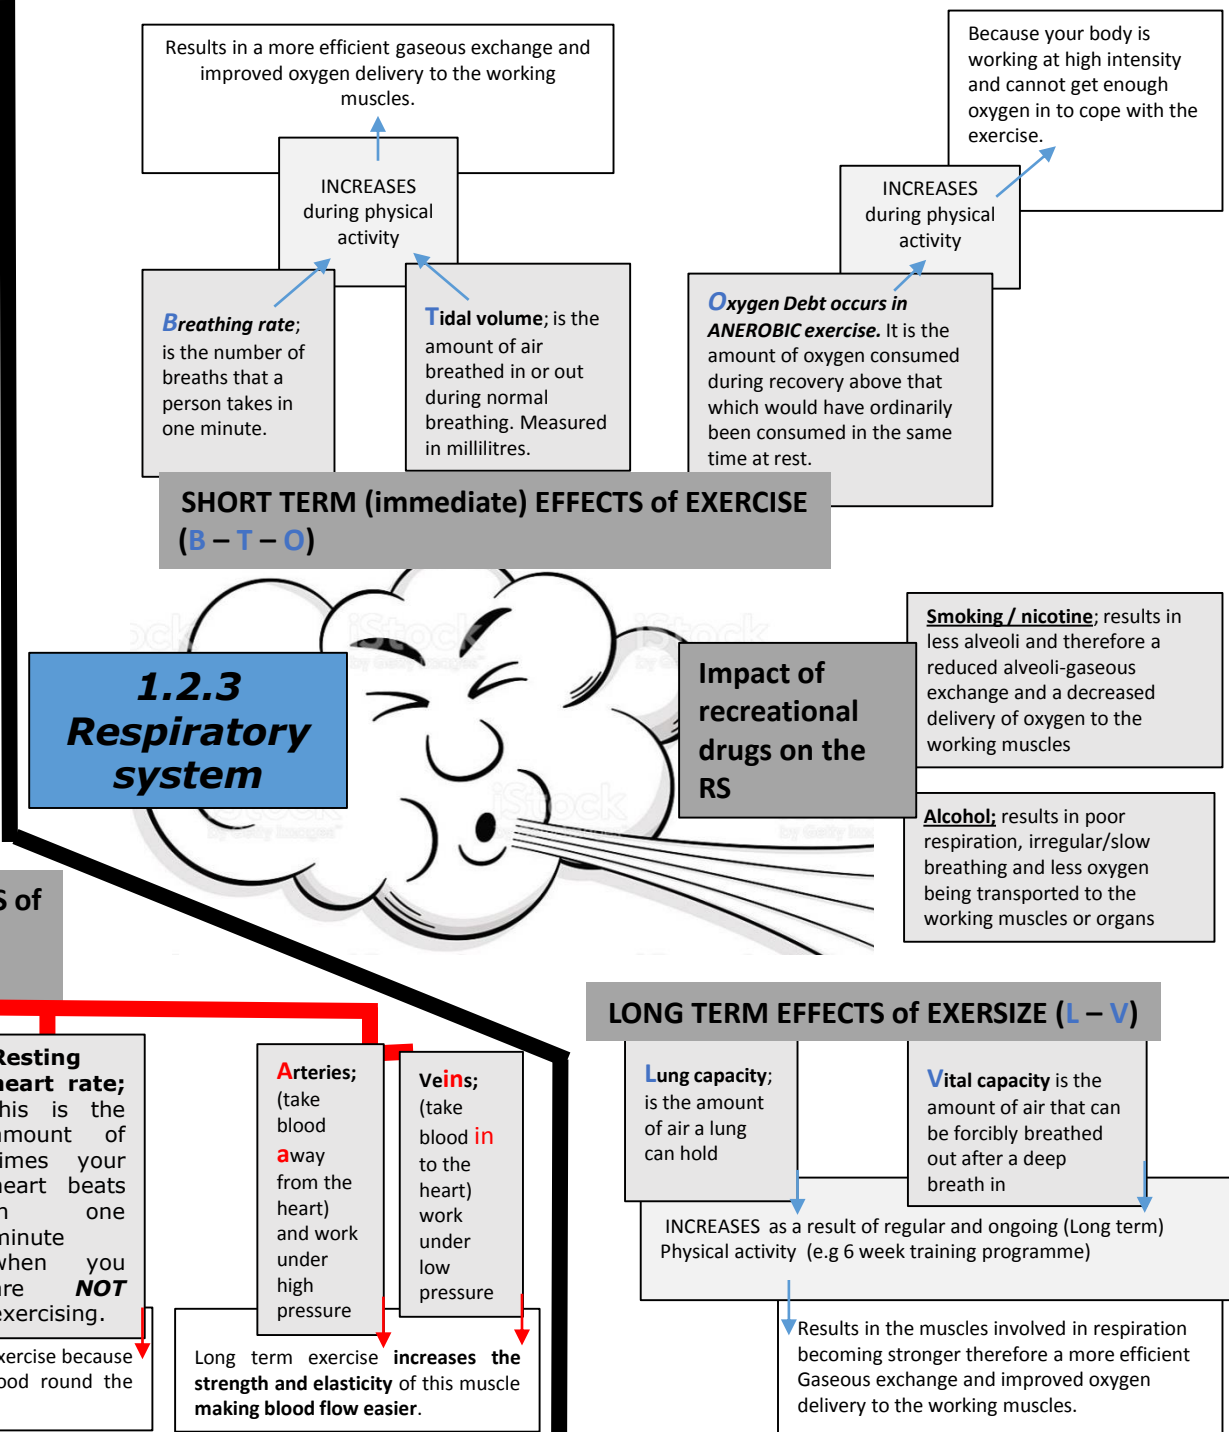 Results in a more efficient gaseous exchange and
improved oxygen delivery to the working
muscles.
INCREASES
during physical
activity
Breathing rate;
is the number of
breaths that a
person takes in
one minute.
Tidal volume; is the
amount of air
breathed in or out
during normal
breathing. Measured
in millilitres.
Because your body is
working at high intensity
and cannot get enough
oxygen in to cope with the
exercise.
INCREASES
during physical
activity
Oxygen Debt occurs in
ANEROBIC exercise. It is the
amount of oxygen consumed
during recovery above that
which would have ordinarily
been consumed in the same
time at rest.
SHORT TERM (immediate) EFFECTS of EXERCISE
(B – T – O)
iStock
by Getty Images™
iStock
1.2.3
Respiratory
system
Impact of
recreational
drugs on the
RS
Smoking / nicotine; results in
less alveoli and therefore a
reduced alveoli-gaseous
exchange and a decreased
delivery of oxygen to the
working muscles
Alcohol; results in poor
respiration, irregular/slow
breathing and less oxygen
being transported to the
working muscles or organs
S of
Resting
heart rate;
this is the
amount of
times your
heart beats
in one
minute
when you
are NOT
exercising.
xercise because
ood round the
Arteries;
(take
blood
away
from the
heart)
and work
under
high
pressure
Veins;
(take
blood in
to the
heart)
work
under
low
pressure
Long term exercise increases the
strength and elasticity of this muscle
making blood flow easier.
LONG TERM EFFECTS of EXERSIZE (L – V)
Lung capacity;
is the amount
of air a lung
can hold
Vital capacity is the
amount of air that can
be forcibly breathed
out after a deep
breath in
INCREASES as a result of regular and ongoing (Long term)
Physical activity (e.g 6 week training programme)
Results in the muscles involved in respiration
becoming stronger therefore a more efficient
Gaseous exchange and improved oxygen
delivery to the working muscles.